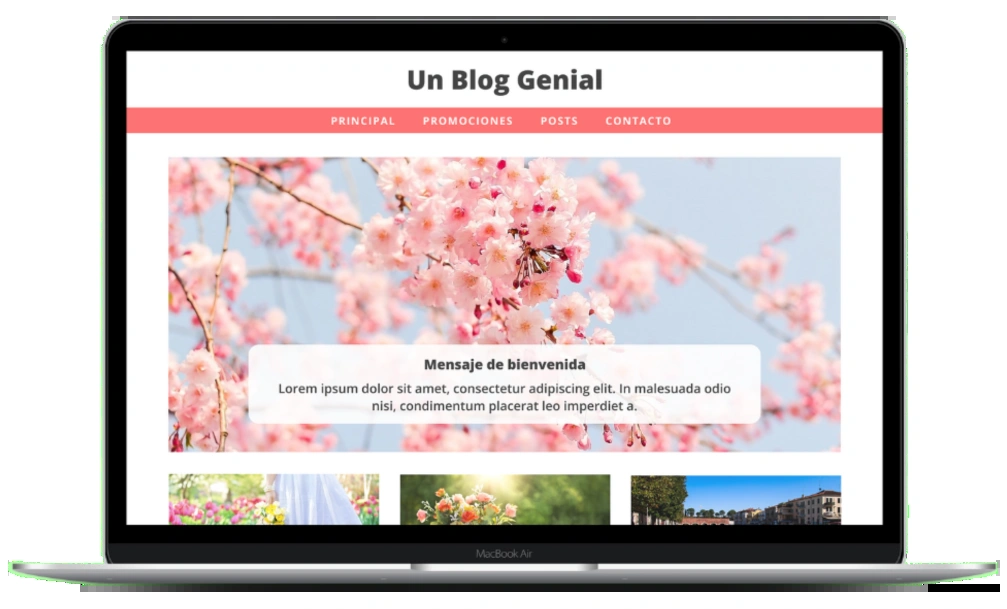 Un Blog Genial
PRINCIPAL PROMOCIONES POSTS CONTACTO
Mensaje de bienvenida
Lorem ipsum dolor sit amet, consectetur adipiscing elit. In malesuada odio
nisi, condimentum placerat leo imperdiet a.
MacBook Air